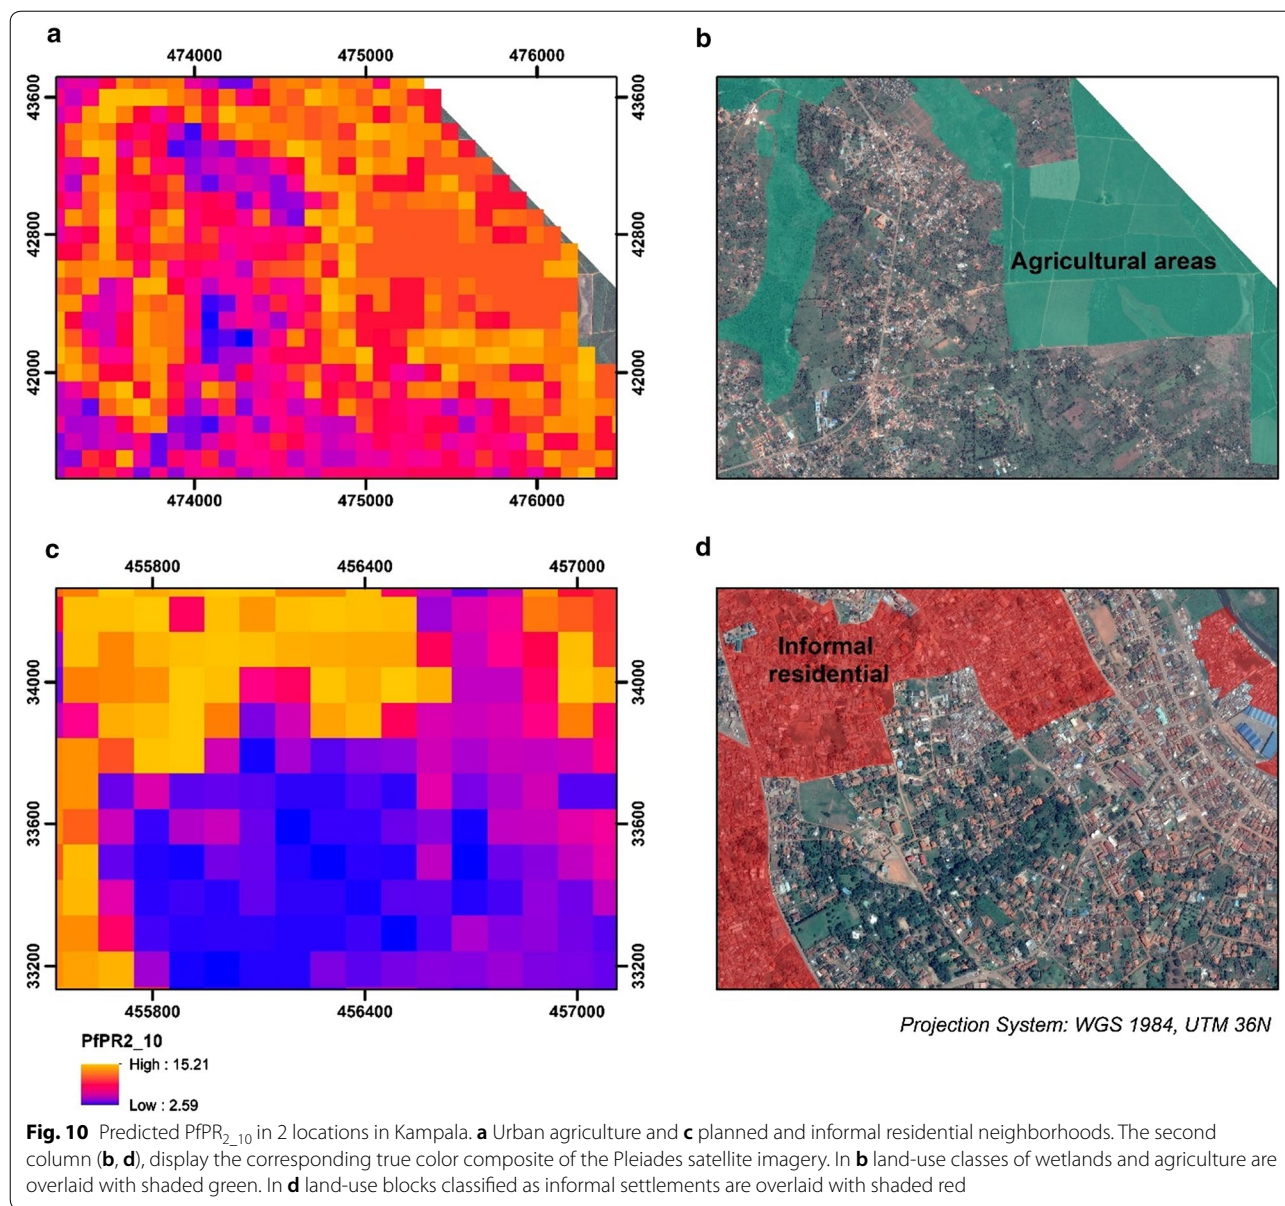 a
b
474000 475000 476000
43600 43600
42800 42800
42000 42000
474000 475000 476000
Agricultural areas
c
d
455800 456400 457000
34000 34000
33600 33600
33200 33200
455800 456400 457000
Informal
residential
Projection System: WGS 1984, UTM 36N
PfPR2_10
High : 15.21
Low : 2.59
Fig. 10 Predicted PfPR2_10 in 2 locations in Kampala. a Urban agriculture and c planned and informal residential neighborhoods. The second
column (b, d), display the corresponding true color composite of the Pleiades satellite imagery. In b land-use classes of wetlands and agriculture are
overlaid with shaded green. In d land-use blocks classified as informal settlements are overlaid with shaded red